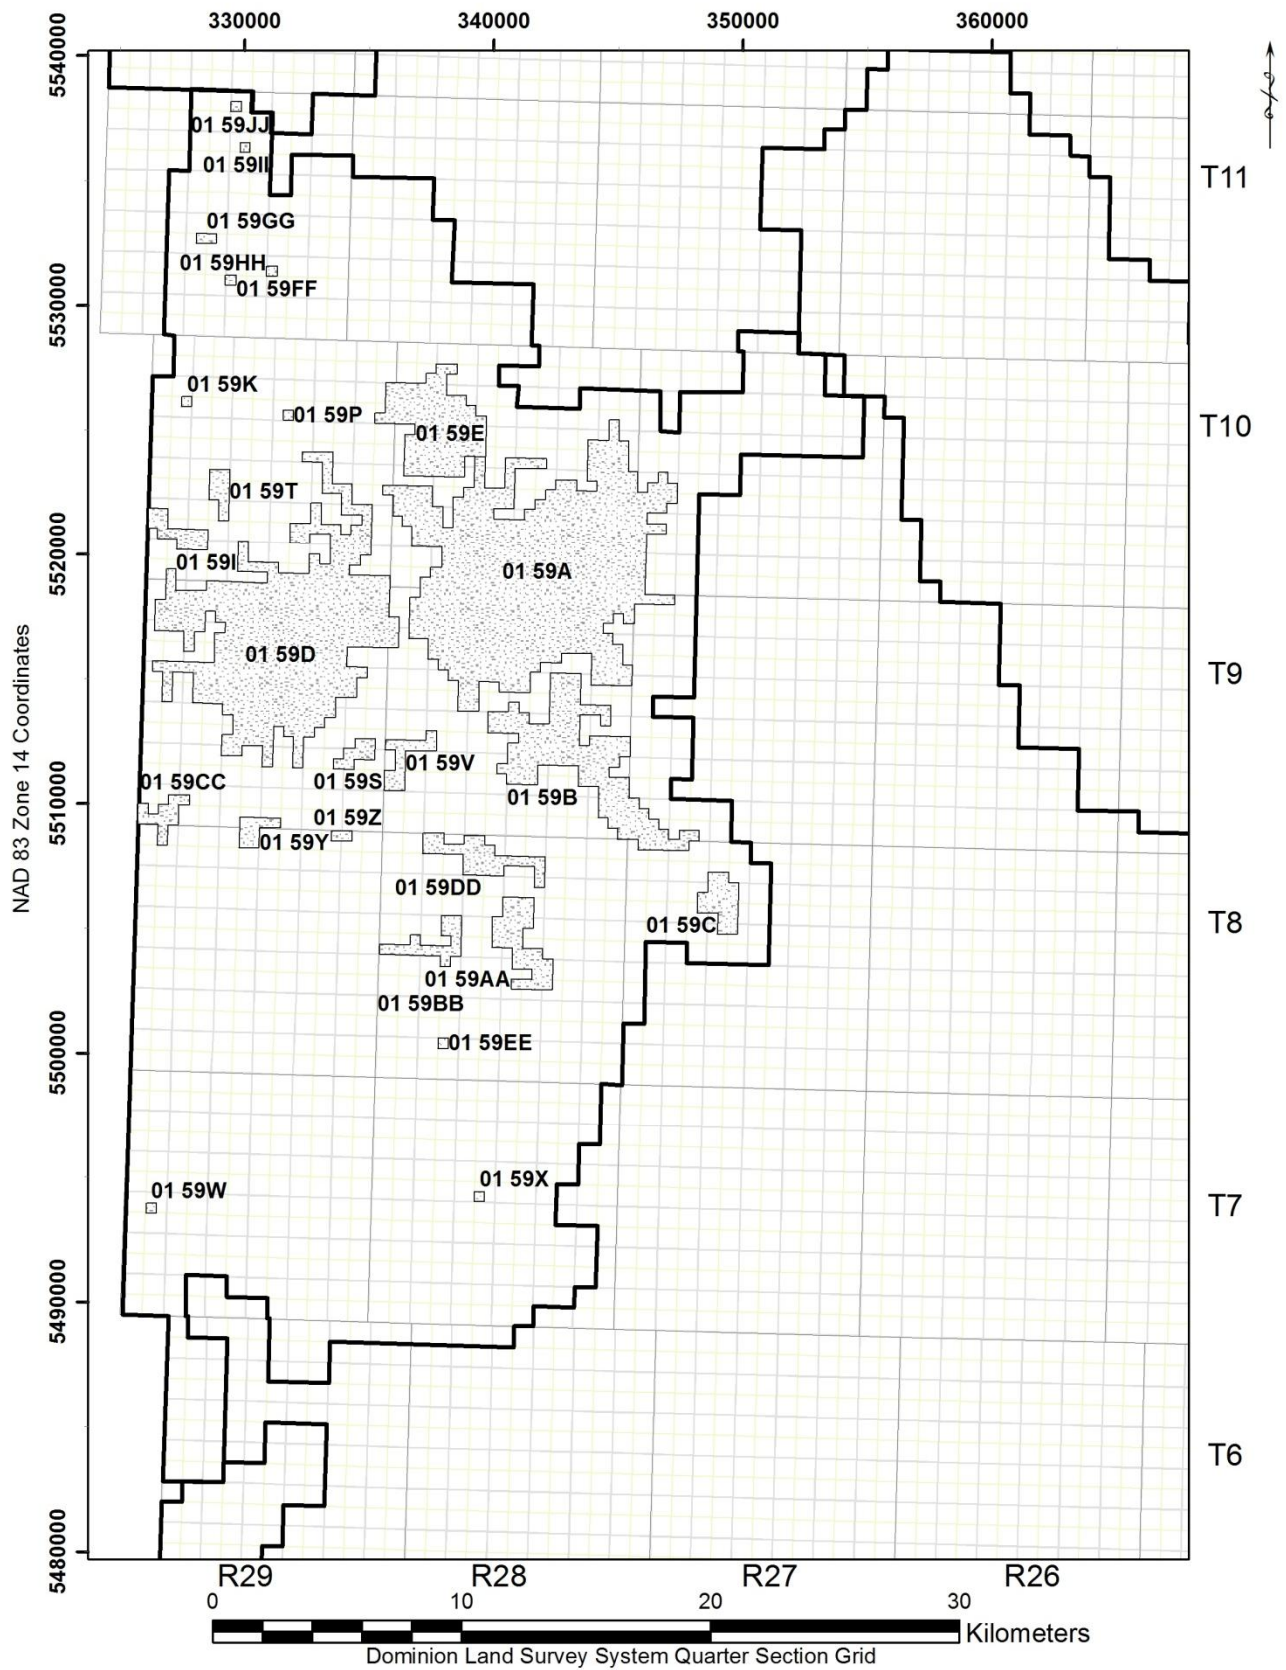 330000 340000 350000 360000
5540000
01 59JJ
01 59II
T11
01 59GG
01 59HH
01 59FF
5530000
01 59K
01 59P
T10
01 59E
01 59T
5520000
01 59I
01 59A
01 59D
T9
NAD 83 Zone 14 Coordinates
01 59V
01 59CC
01 59S
01 59B
5510000
01 59Z
01 59Y
01 59DD
T8
01 59C
01 59AA
01 59BB
01 59EE
5500000
01 59X
01 59W
T7
5490000
T6
5480000
R29 R28 R27 R26
0 10 20 30
Kilometers
Dominion Land Survey System Quarter Section Grid